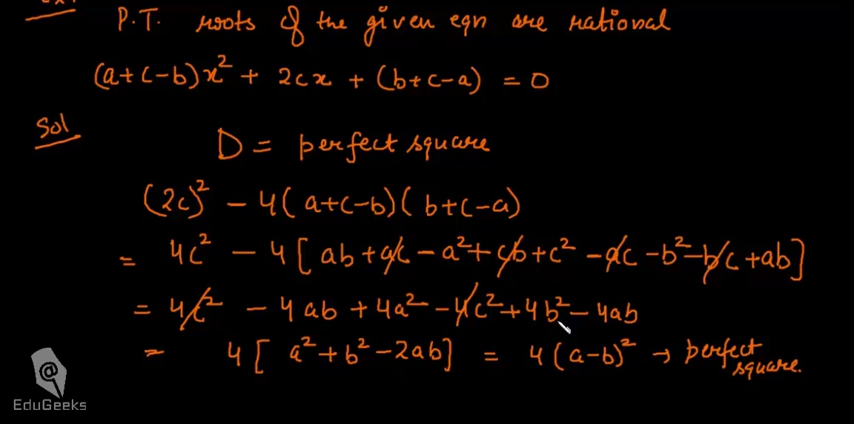 P.T. roots of the given eqn are rational
(a+c-b)x² + 2cx + (b+c-a) = 0
Sol
D = perfect square
(2c)² - 4(a+c-b)(b+c-a)
= 4c² - 4[ab+ac-a²+cb+c²-ac-b²-bc+ab]
= 4c² - 4ab + 4a² - 4c² + 4b² - 4ab
= 4[a²+b²-2ab] = 4(a-b)² → perfect square.
@
EduGeeks